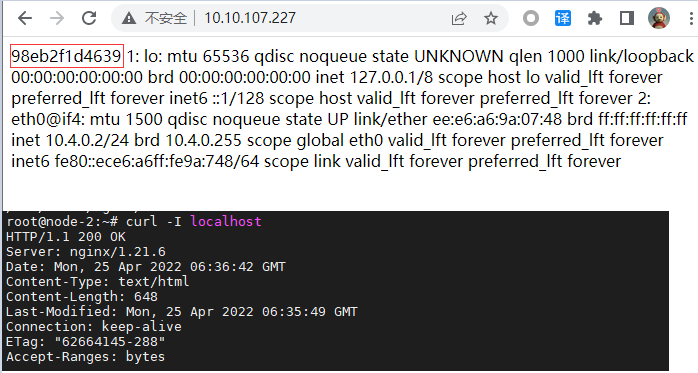 不安全 | 10.10.107.227
译
98eb2f1d4639 1: lo: mtu 65536 qdisc noqueue state UNKNOWN qlen 1000 link/loopback
00:00:00:00:00:00 brd 00:00:00:00:00:00 inet 127.0.0.1/8 scope host lo valid_lft forever
preferred_lft forever inet6 ::1/128 scope host valid_lft forever preferred_lft forever 2:
eth0@if4: mtu 1500 qdisc noqueue state UP link/ether ee:e6:a6:9a:07:48 brd ff:ff:ff:ff:ff:ff
inet 10.4.0.2/24 brd 10.4.0.255 scope global eth0 valid_lft forever preferred_lft forever
inet6 fe80::ece6:a6ff:fe9a:748/64 scope link valid_lft forever preferred_lft forever
root@node-2:~# curl -I localhost
HTTP/1.1 200 OK
Server: nginx/1.21.6
Date: Mon, 25 Apr 2022 06:36:42 GMT
Content-Type: text/html
Content-Length: 648
Last-Modified: Mon, 25 Apr 2022 06:35:49 GMT
Connection: keep-alive
ETag: "62664145-288"
Accept-Ranges: bytes